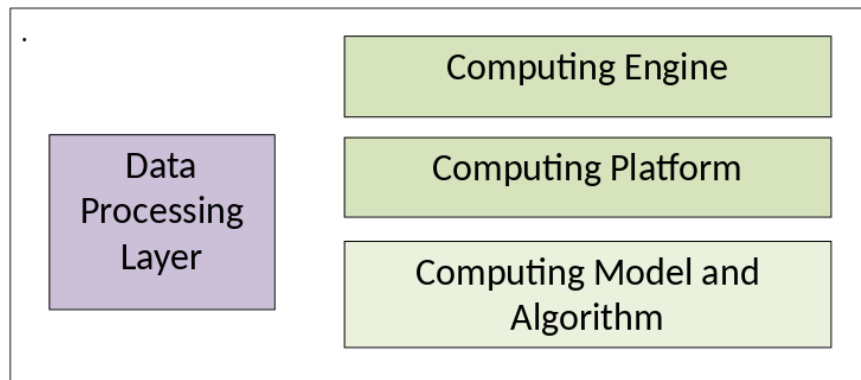 .
Computing Engine
Data
Processing
Layer
Computing Platform
Computing Model and
Algorithm